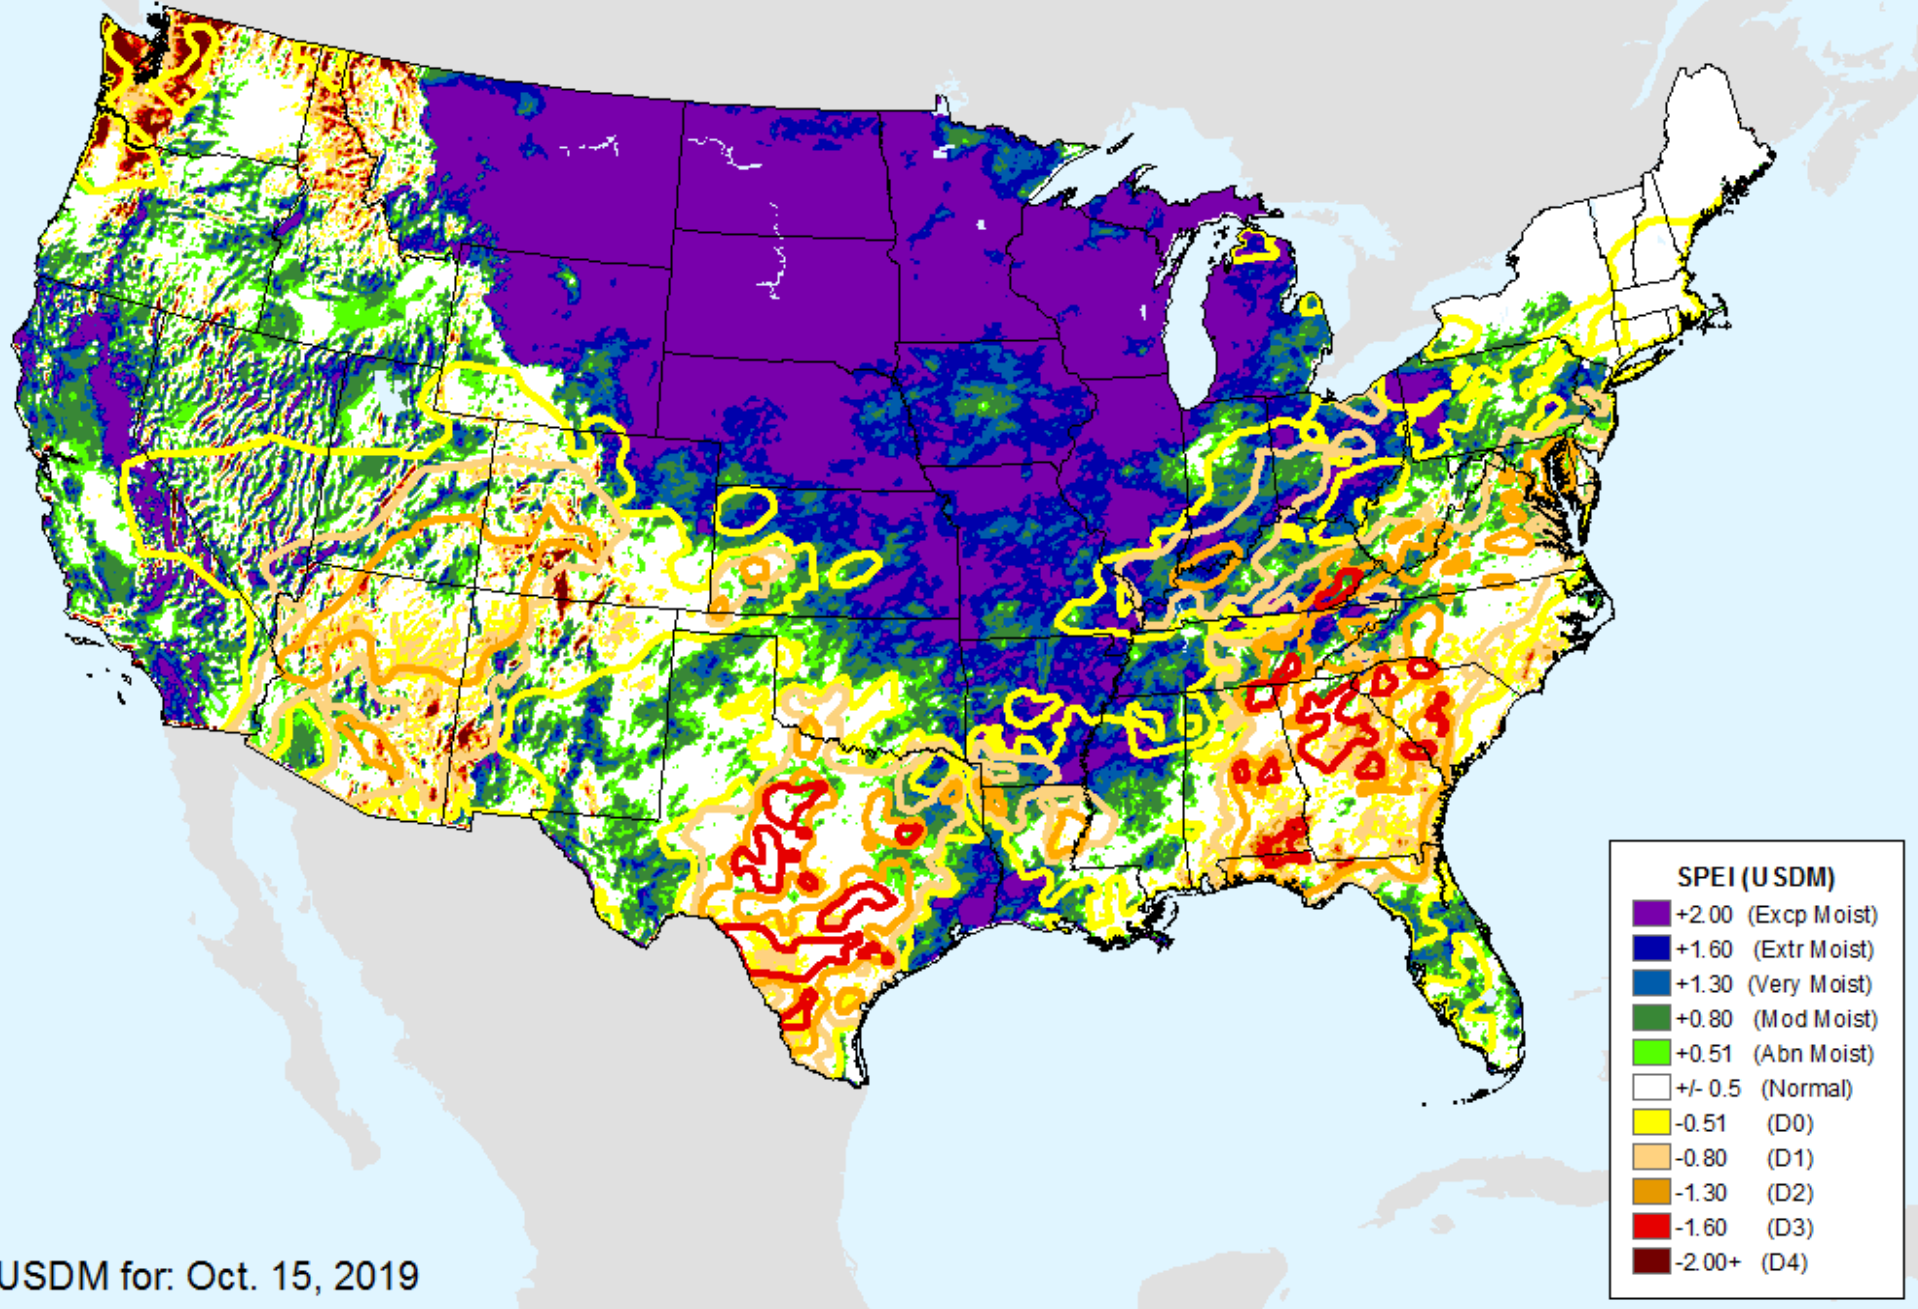 SPEI (USDM)
+2.00 (Excp Moist)
+1.60 (Extr Moist)
+1.30 (Very Moist)
+0.80 (Mod Moist)
+0.51 (Abn Moist)
+/- 0.5 (Normal)
-0.51 (D0)
-0.80 (D1)
-1.30 (D2)
-1.60 (D3)
-2.00+ (D4)
USDM for: Oct. 15, 2019